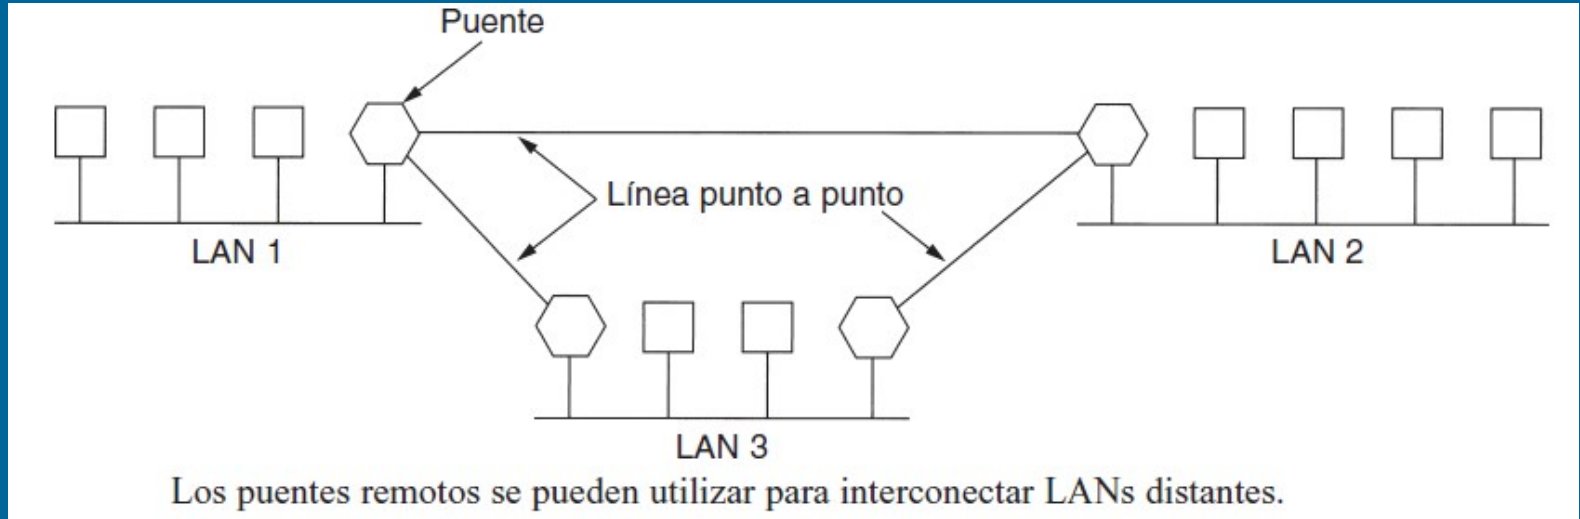 Puente
Línea punto a punto
LAN 1
LAN 2
LAN 3
Los puentes remotos se pueden utilizar para interconectar LANs distantes.